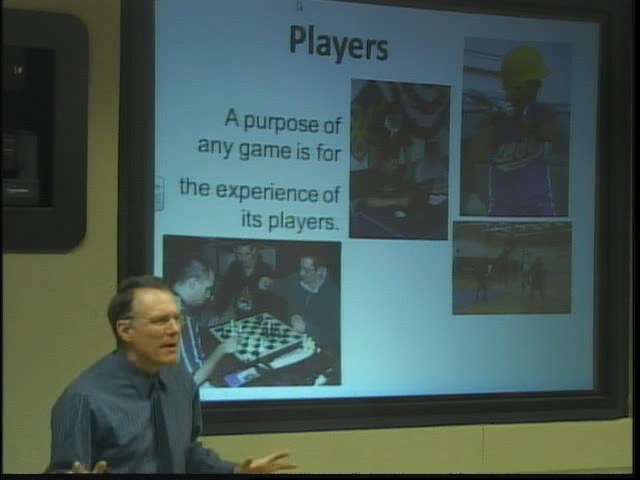 Players
A purpose of
any game is for
the experience of
its players.